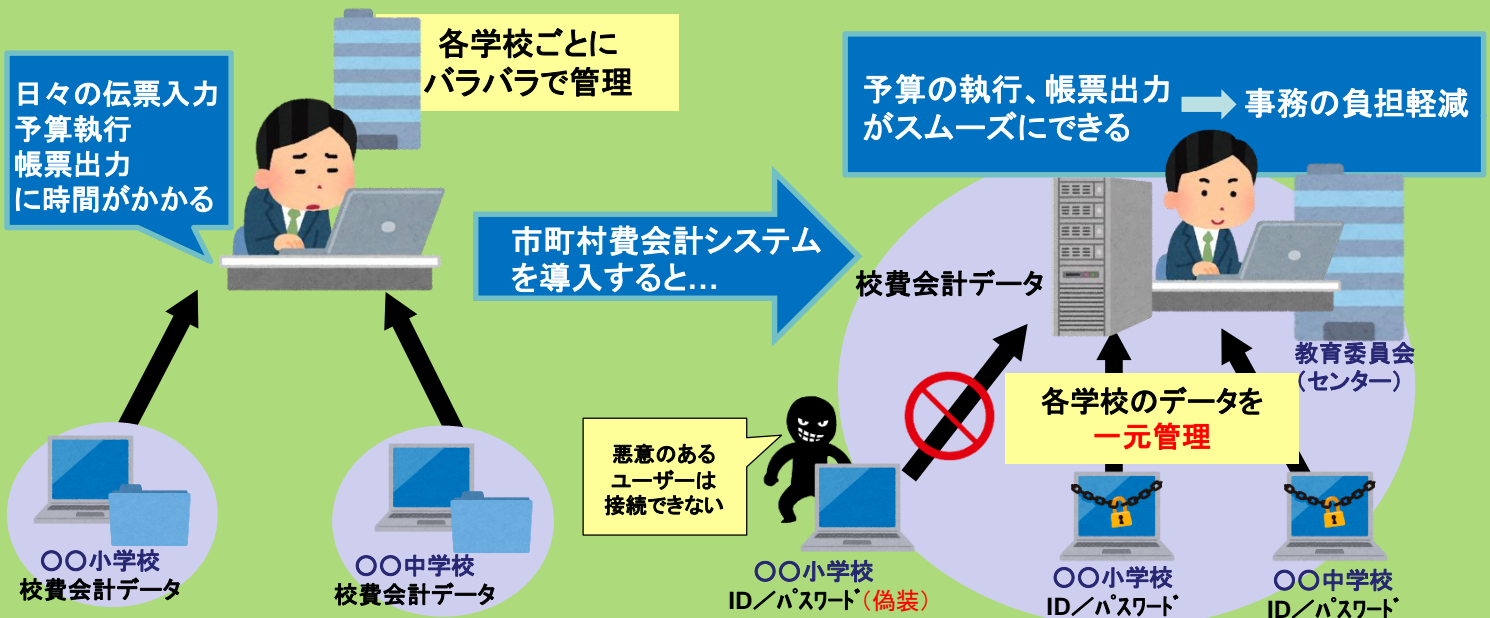 各学校ごとに
バラバラで管理
日々の伝票入力
予算執行
帳票出力
に時間がかかる
〇〇小学校
校費会計データ
〇〇中学校
校費会計データ
市町村費会計システム
を導入すると...
予算の執行、帳票出力
がスムーズにできる
事務の負担軽減
校費会計データ
教育委員会
(センター)
各学校のデータを
一元管理
悪意のある
ユーザーは
接続できない
〇〇小学校
ID/パスワード(偽装)
〇〇小学校
ID/パスワード
〇〇中学校
ID/パスワード